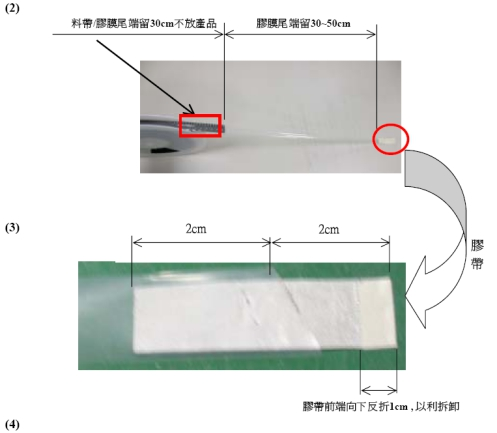 (2)
料帶/膠膜尾端留30cm不放產品
膠膜尾端留30~50cm
(3)
2cm
2cm
膠帶
膠帶前端向下反折1cm , 以利拆卸
(4)